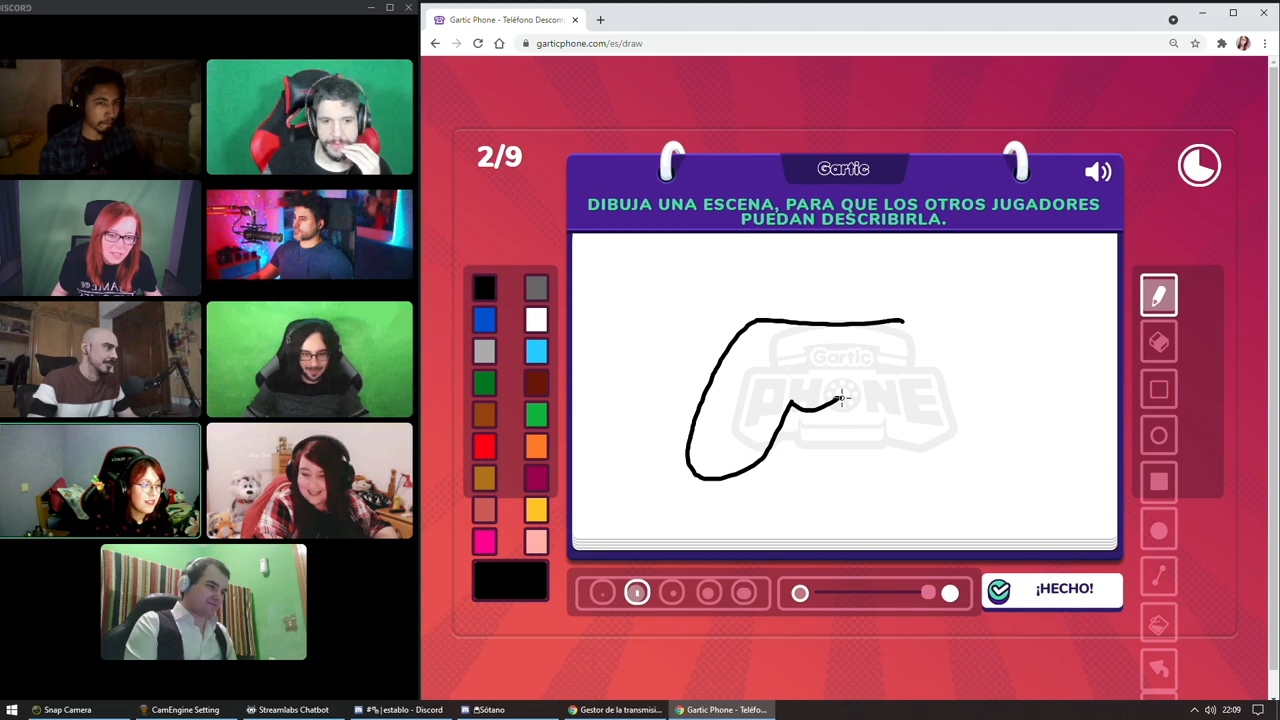 DISCORD
Gartic Phone - Teléfono Descom
garticphone.com/es/draw
2/9
Gartic
DIBUJA UNA ESCENA, PARA QUE LOS OTROS JUGADORES
PUEDAN DESCRIBIRLA.
Gartic
PHONE
¡HECHO!
Snap Camera
CamEngine Setting
Streamlabs Chatbot
| establo - Discord
Sótano
Gestor de la transmisi...
Gartic Phone - Teléfo...
22:09